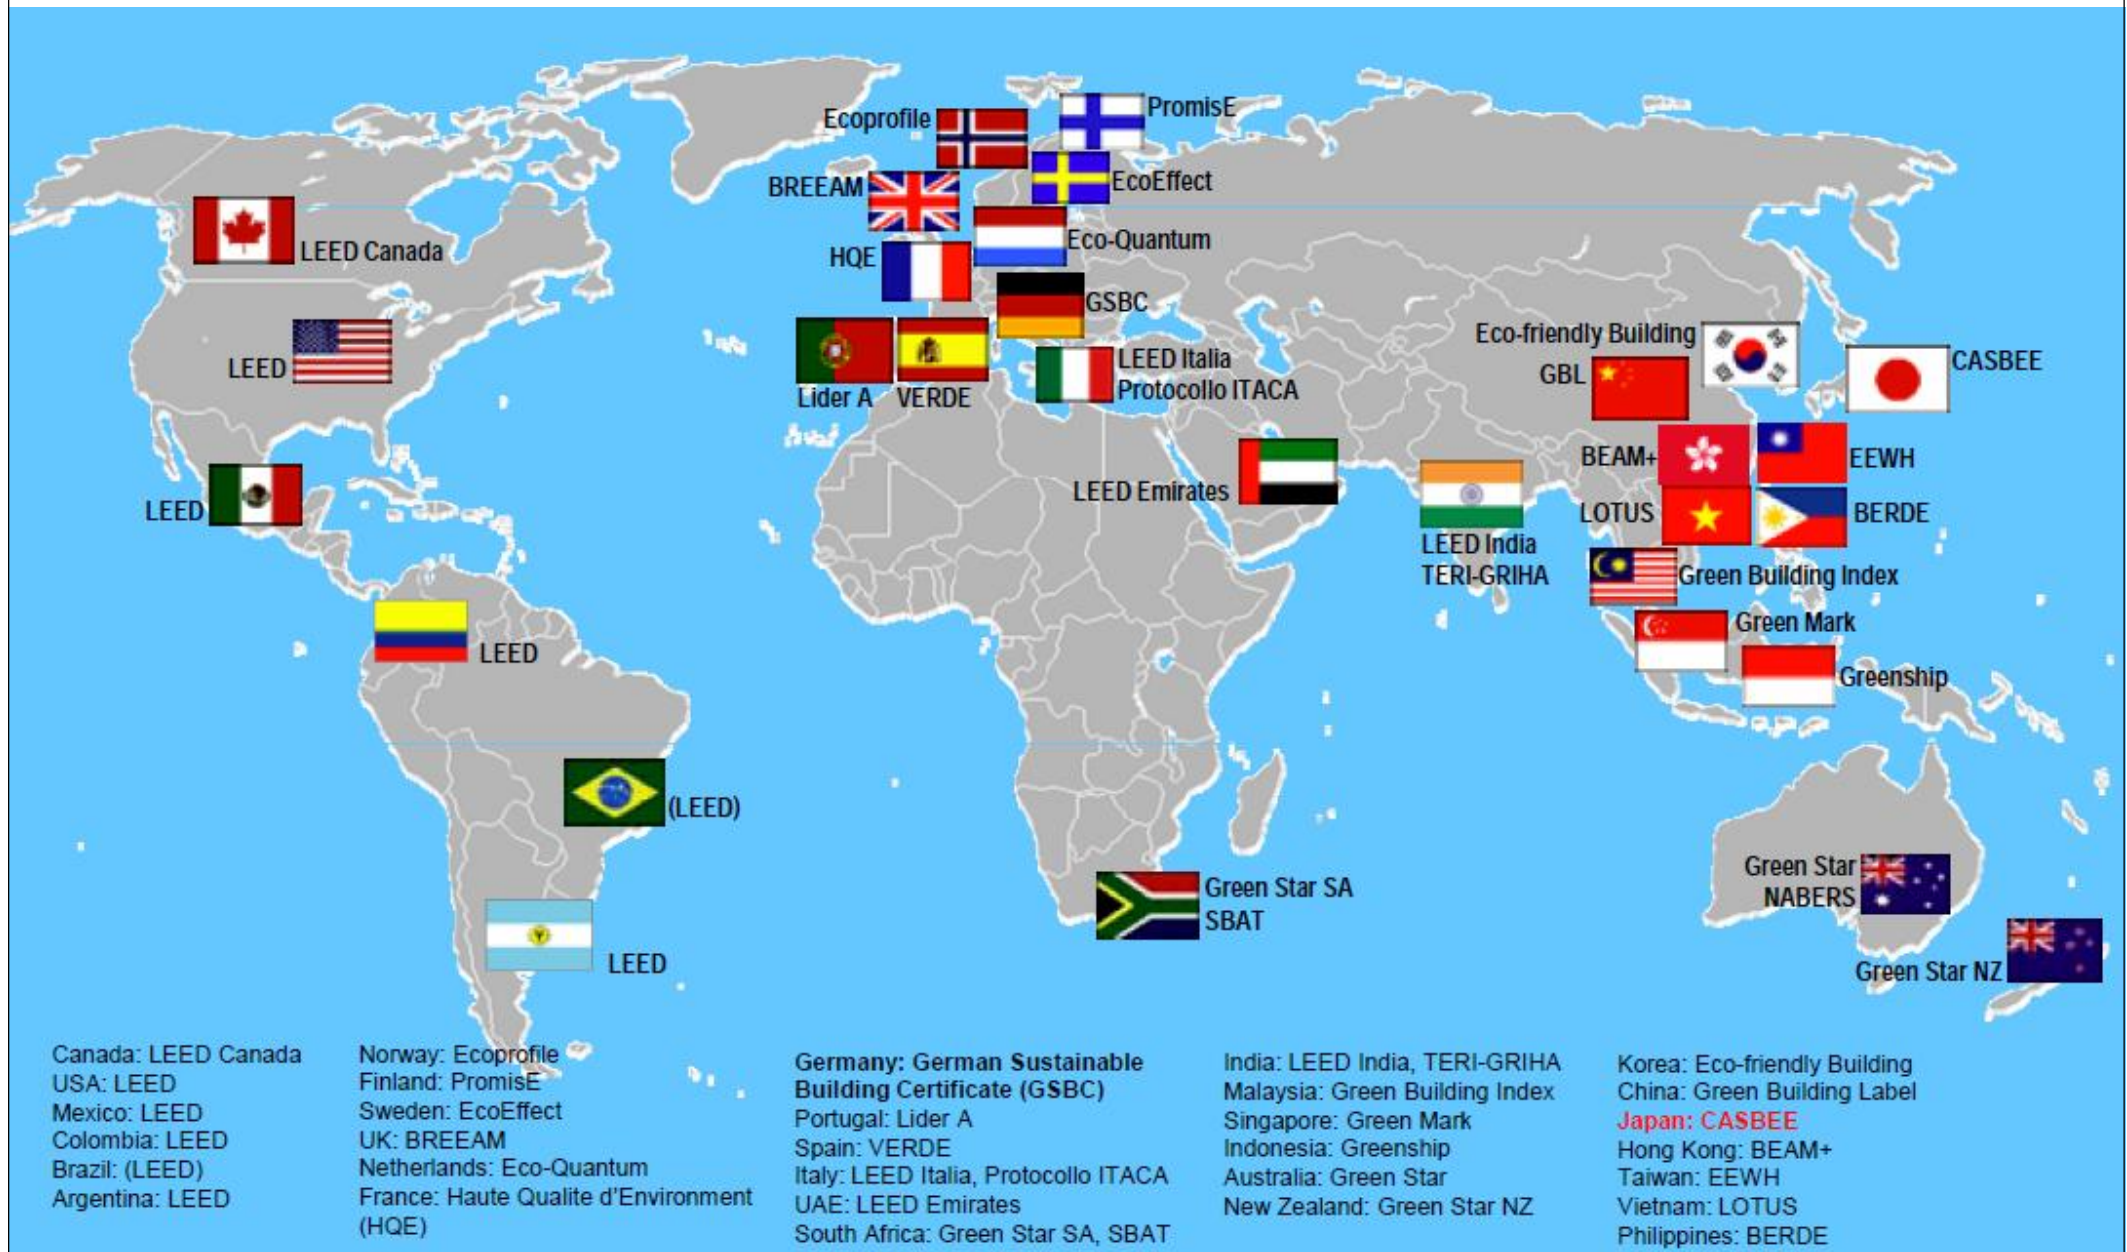 Ecoprofile
PromisE
BREEAM
EcoEffect
LEED Canada
HQE
Eco-Quantum
GSBC
LEED
Lider A
VERDE
LEED Italia
Protocollo ITACA
Eco-friendly Building
GBL
CASBEE
LEED
LEED Emirates
LEED India
TERI-GRIHA
BEAM+
EEWH
LOTUS
BERDE
Green Building Index
Green Mark
Greenship
LEED
(LEED)
LEED
Green Star SA
SBAT
Green Star
NABERS
Green Star NZ
Canada: LEED Canada
USA: LEED
Mexico: LEED
Colombia: LEED
Brazil: (LEED)
Argentina: LEED
Norway: Ecoprofile
Finland: PromisE
Sweden: EcoEffect
UK: BREEAM
Netherlands: Eco-Quantum
France: Haute Qualite d'Environment
(HQE)
Germany: German Sustainable
Building Certificate (GSBC)
Portugal: Lider A
Spain: VERDE
Italy: LEED Italia, Protocollo ITACA
UAE: LEED Emirates
South Africa: Green Star SA, SBAT
India: LEED India, TERI-GRIHA
Malaysia: Green Building Index
Singapore: Green Mark
Indonesia: Greenship
Australia: Green Star
New Zealand: Green Star NZ
Korea: Eco-friendly Building
China: Green Building Label
Japan: CASBEE
Hong Kong: BEAM+
Taiwan: EEWH
Vietnam: LOTUS
Philippines: BERDE